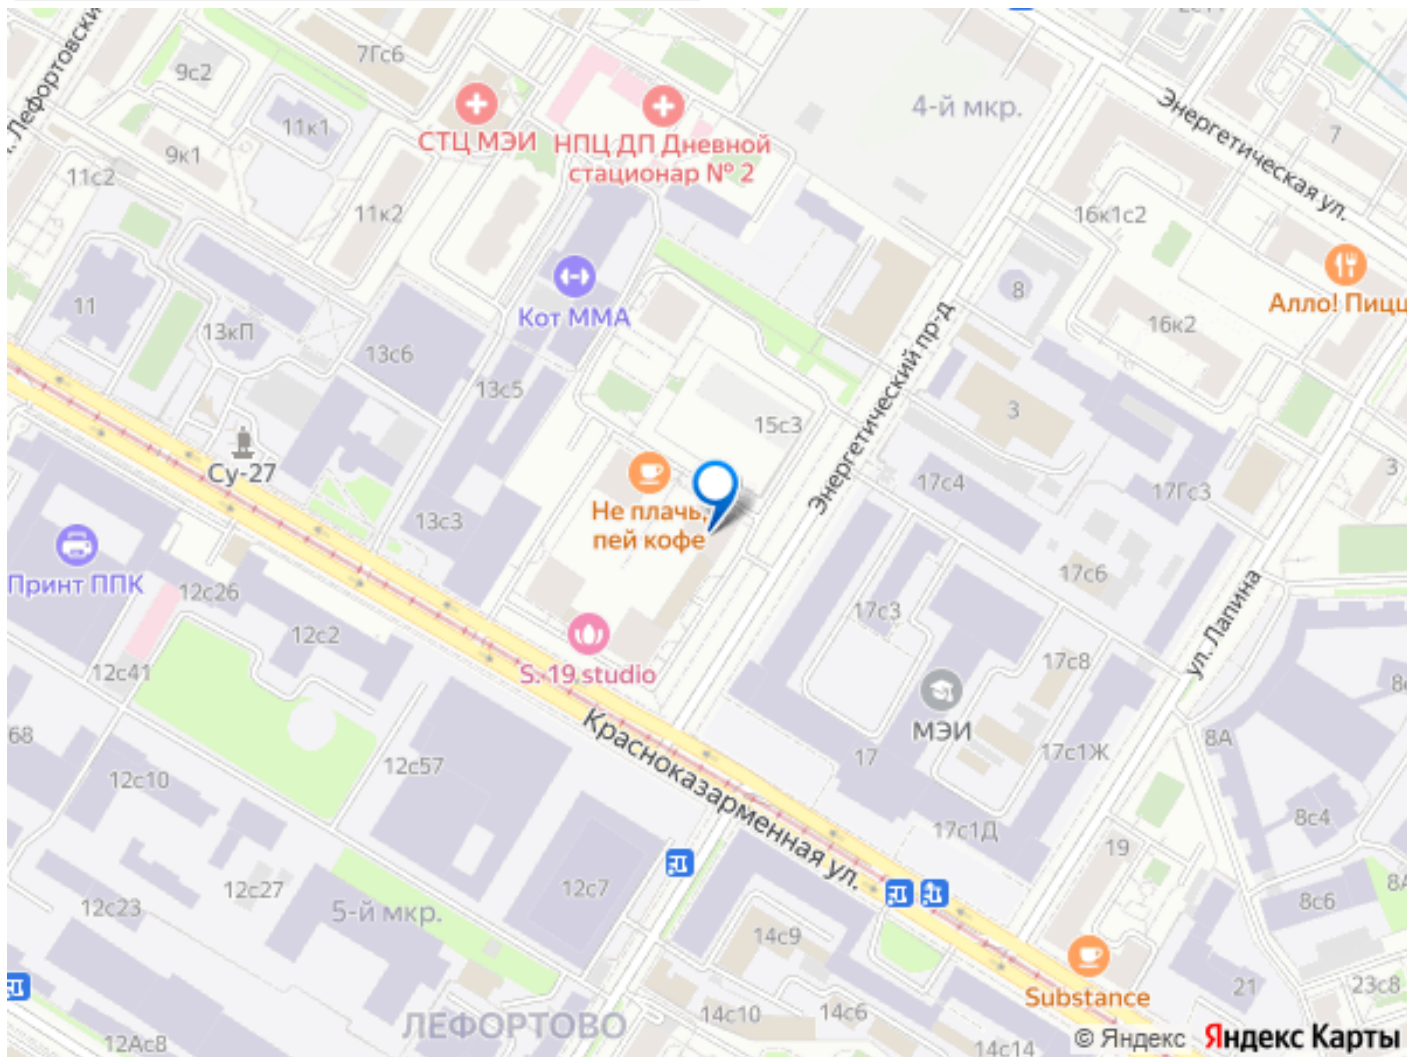 Лефортовски
7Гс6
9с2
СТЦ МЭИ
НПЦ ДП Дневной
стационар № 2
4-й мкр.
Энергетическая ул.
7
11к1
9к1
11с2
11к2
16к1с2
8
Алло! Пицц
11
13кП
Кот ММА
16к2
13с6
13с5
Энергетический пр-д
3
15с3
Су-27
Не плачь,
пей кофе
17с4
17Гс3
3
13с3
Принт ППК
12с26
17с6
17с3
ул. Лапина
12с2
S.-19 studio
12с41
17с8
МЭИ
68
Красноказарменная ул.
12с10
12с57
17
17с1Ж
8А
8с4
17с1Д
19
12с27
12с7
12с23
5-й мкр.
8с6
14с9
Substance
21
23с8
ЛЕФОРТОВО
14с10
14с6
12Ас8
14с14
© Яндекс Яндекс Карты